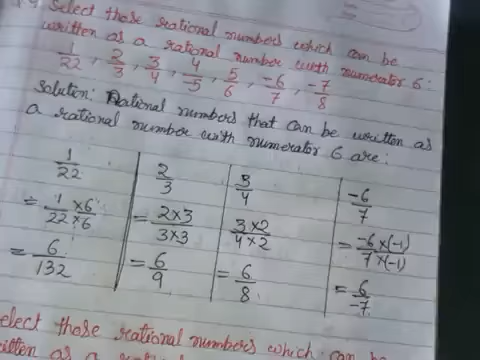 Select those rational numbers which can be
written as a rational number with numerator 6:
1/22, 2/3, 3/4, 4/-5, 5/6, -6/7, -7/8
Solution: Rational numbers that can be written as
a rational number with numerator 6 are:
1/22 2/3 3/4 -6/7
= 1×6/22×6 = 2×3/3×3 3×2/4×2 = -6×(-1)/7×(-1)
= 6/132 = 6/9 = 6/8 = 6/-7
elect those rational numbers which can be
written as a rational